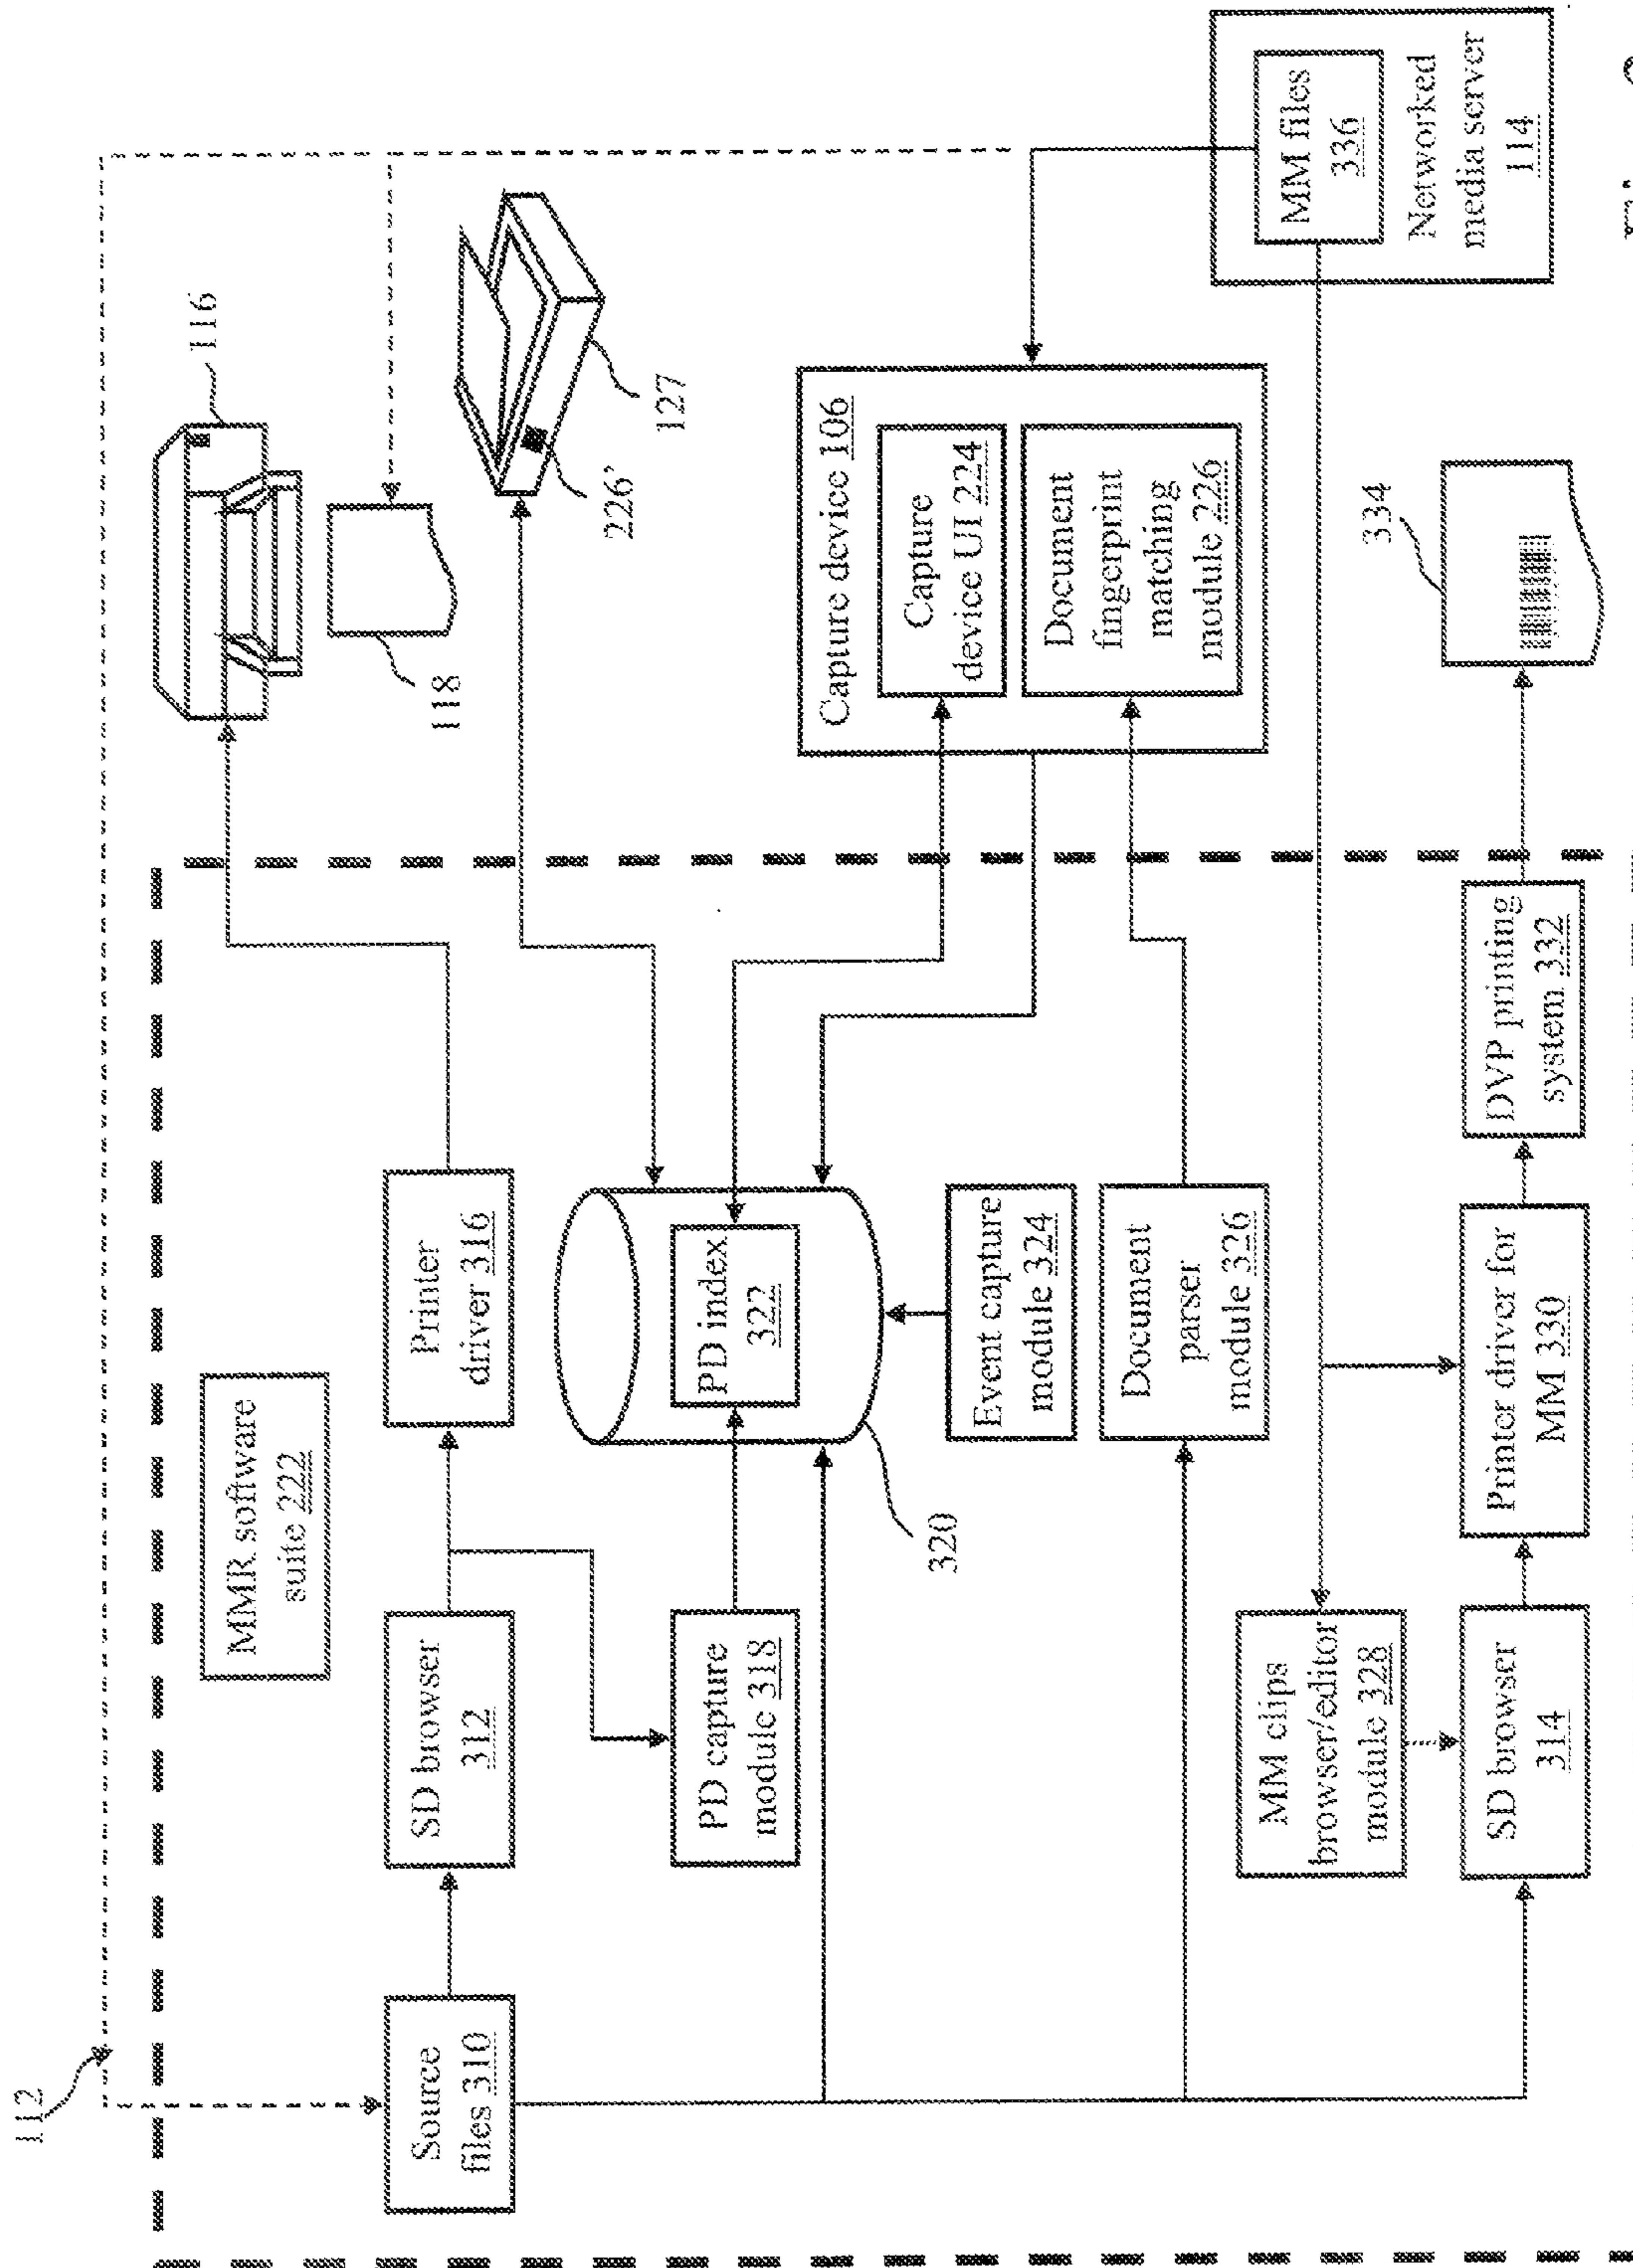 112
MMR software
suite 222
116
118
Source
files 310
SD browser
312
Printer
driver 316
226'
127
PD capture
module 318
PD index
322
320
Capture device 106
Capture
device UI 224
Document
fingerprint
matching
module 226
Event capture
module 324
Document
parser
module 326
MM clips
browser/editor
module 328
MM files
336
Networked
media server
114
SD browser
314
Printer driver for
MM 330
DVP printing
system 332
334